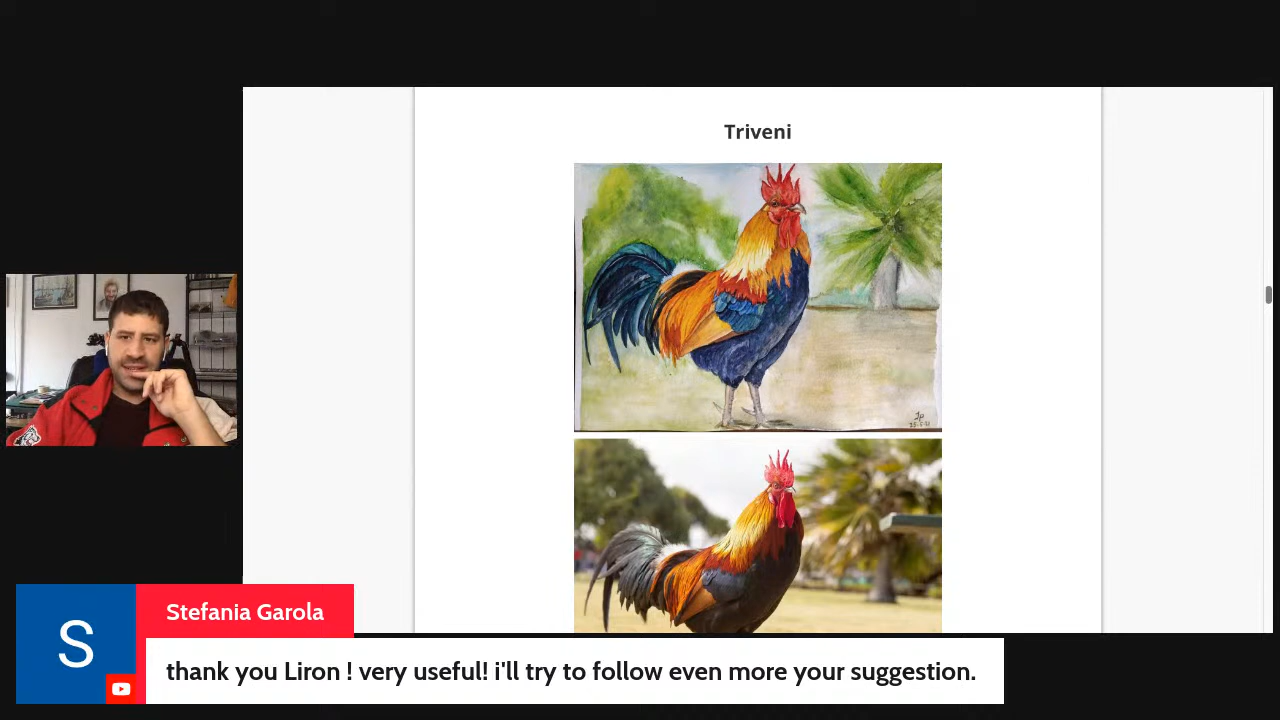 Triveni
Stefania Garola
S
thank you Liron ! very useful! i'll try to follow even more your suggestion.